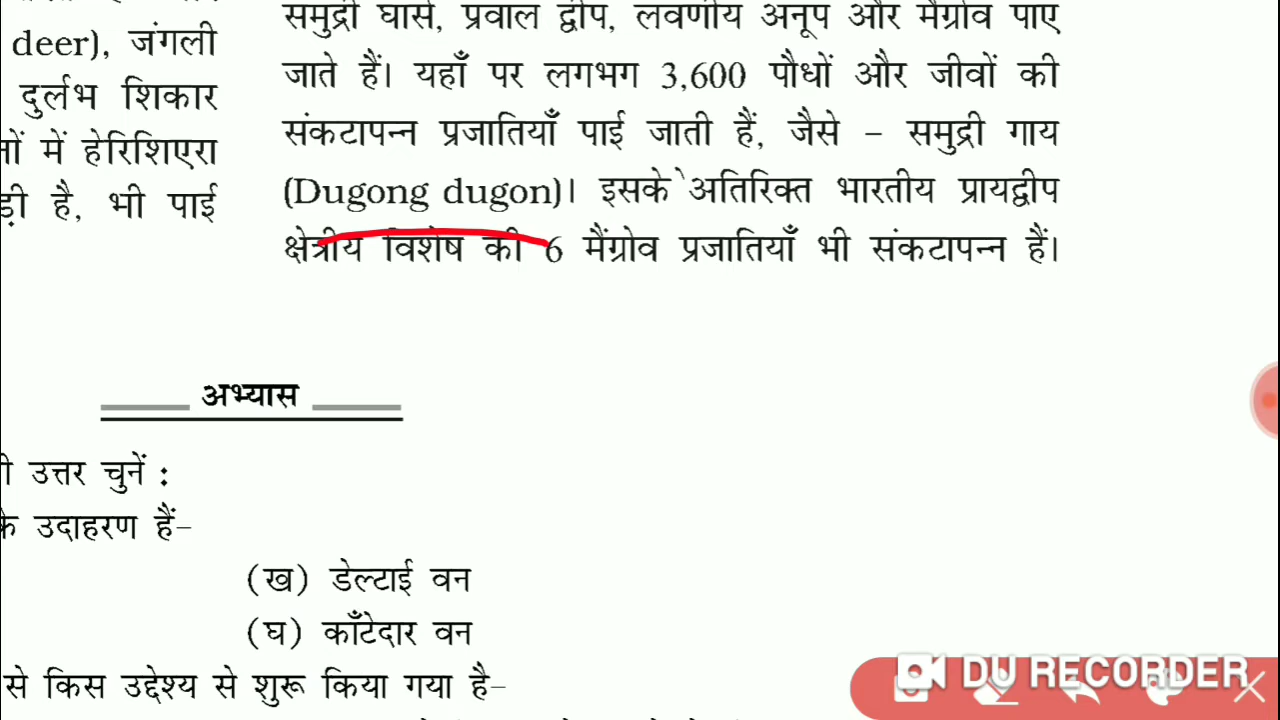 deer), जंगली
दुर्लभ शिकार
में हेरिशिएरा
है, भी पाई
समुद्री घास, प्रवाल द्वीप, लवणीय अनूप और मैंग्रोव पाए
जाते हैं। यहाँ पर लगभग 3,600 पौधों और जीवों की
संकटापन्न प्रजातियाँ पाई जाती हैं, जैसे – समुद्री गाय
(Dugong dugon)। इसके अतिरिक्त भारतीय प्रायद्वीप
क्षेत्रीय विशेष की 6 मैंग्रोव प्रजातियाँ भी संकटापन्न हैं।
अभ्यास
उत्तर चुनें :
के उदाहरण हैं–
(ख) डेल्टाई वन
(घ) काँटेदार वन
से किस उद्देश्य से शुरू किया गया है–
DU RECORDER